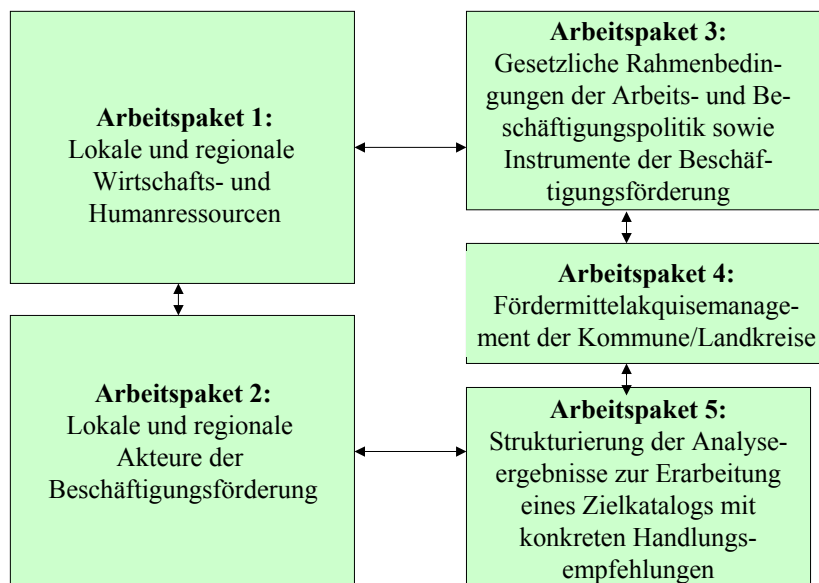 Arbeitspaket 1:
Lokale und regionale
Wirtschafts- und
Humanressourcen
Arbeitspaket 2:
Lokale und regionale
Akteure der
Beschäftigungsförderung
Arbeitspaket 3:
Gesetzliche Rahmenbedin-
gungen der Arbeits- und Be-
schäftigungspolitik sowie
Instrumente der Beschäf-
tigungsförderung
Arbeitspaket 4:
Fördermittelakquisemanage-
ment der Kommune/Landkreise
Arbeitspaket 5:
Strukturierung der Analyse-
ergebnisse zur Erarbeitung
eines Zielkatalogs mit
konkreten Handlungs-
empfehlungen